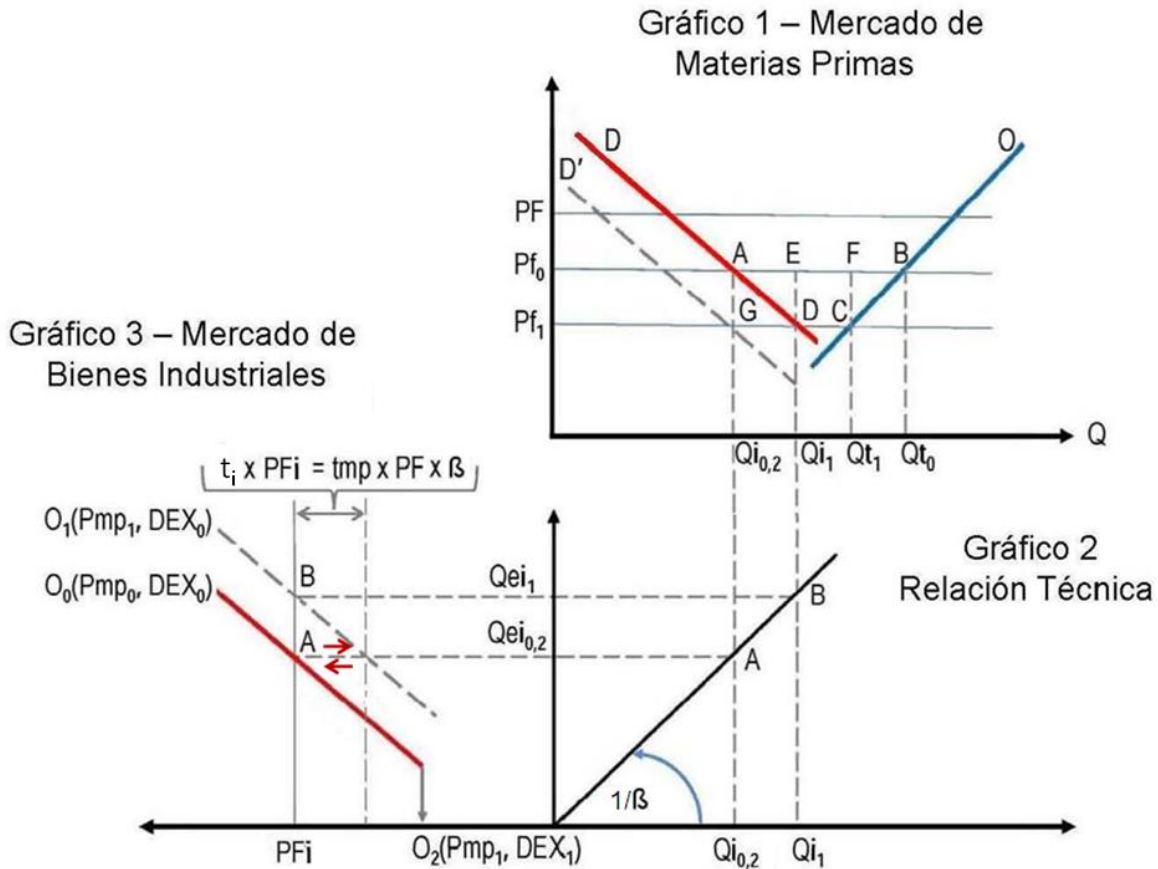 Gráfico 1 – Mercado de
Materias Primas
D
O
D'
PF
Pf₀
A
E
F
B
G
D
C
Pf₁
Q
Qi₀,₂
Qi₁
Qt₁
Qt₀
Gráfico 3 – Mercado de
Bienes Industriales
tᵢ x PFi = tmp x PF x ß
O₁(Pmp₁, DEX₀)
O₀(Pmp₀, DEX₀)
B
A
Qei₁
Qei₀,₂
B
A
Gráfico 2
Relación Técnica
1/ß
PFi
O₂(Pmp₁, DEX₁)
Qi₀,₂
Qi₁